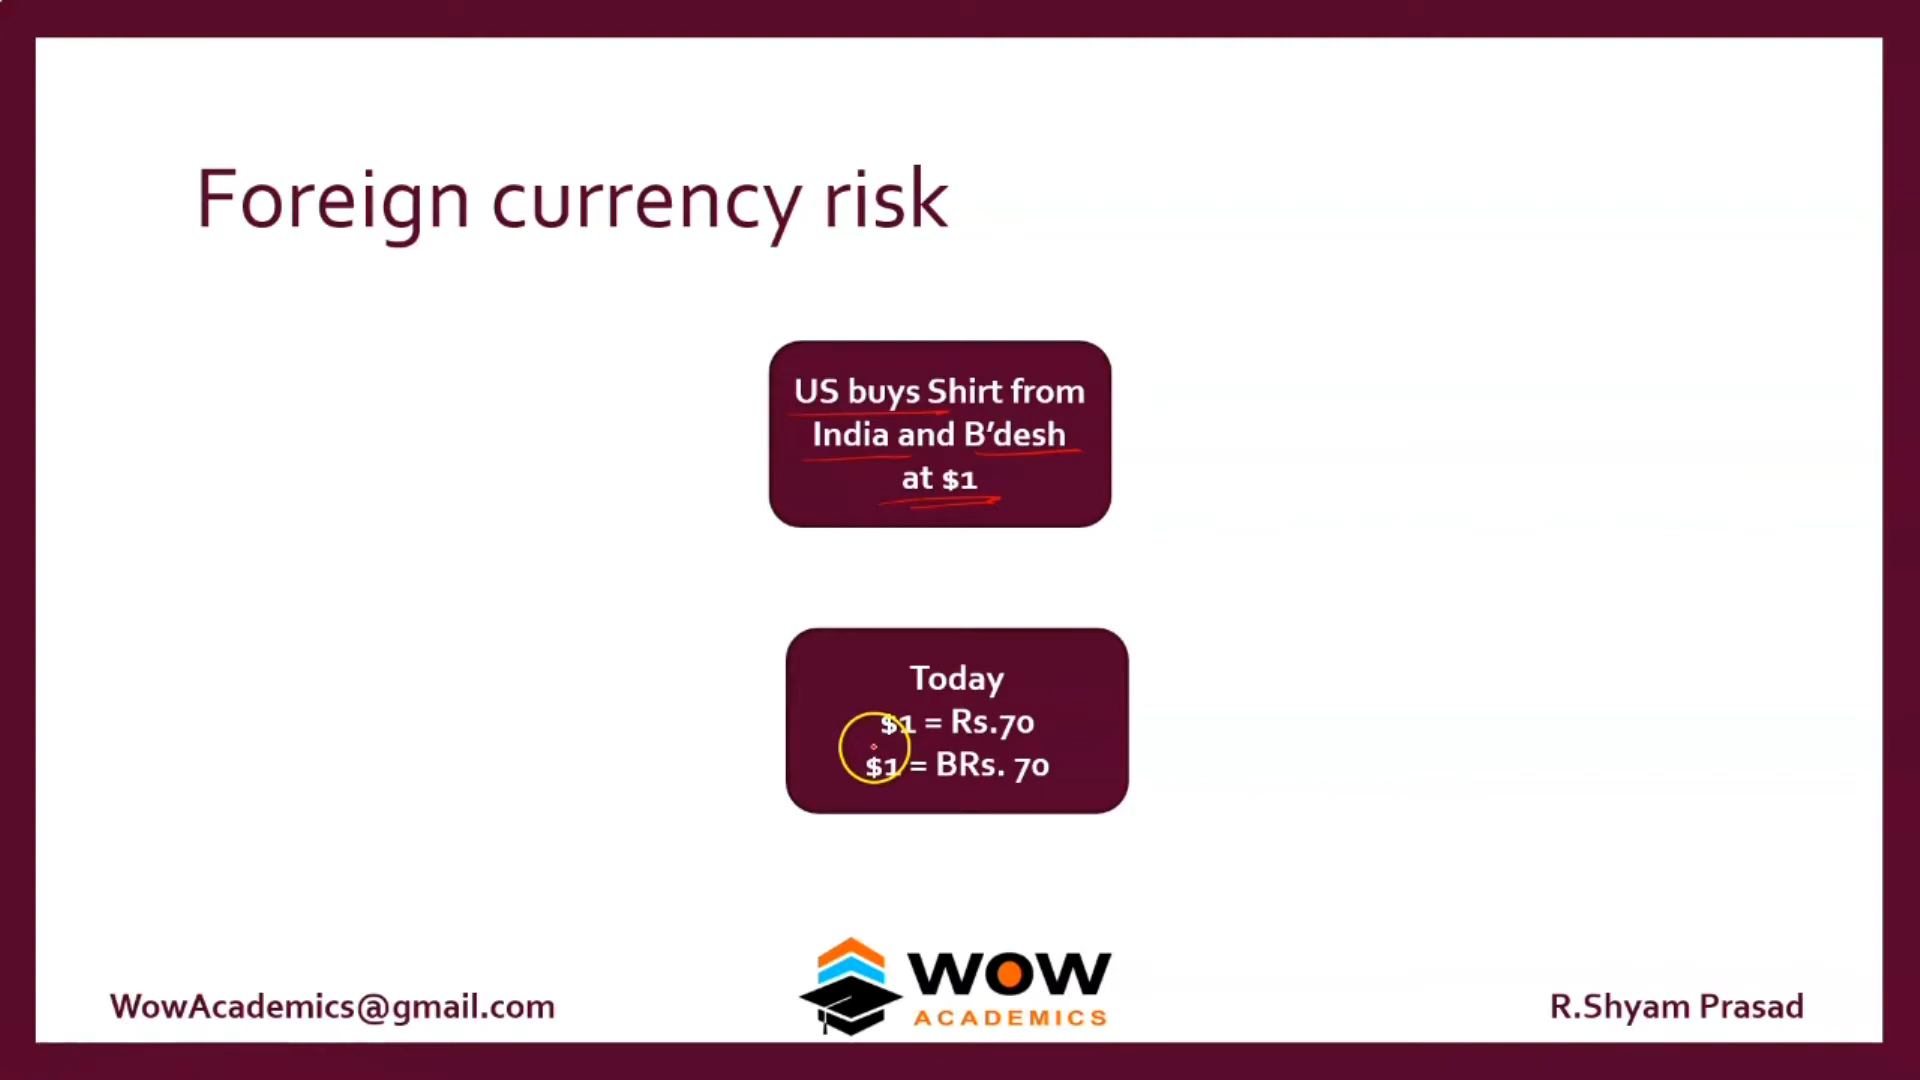 Foreign currency risk
US buys Shirt from
India and B’desh
at $1
Today
$1 = Rs.70
$1 = BRs. 70
WowAcademics@gmail.com
WOW
ACADEMICS
R.Shyam Prasad